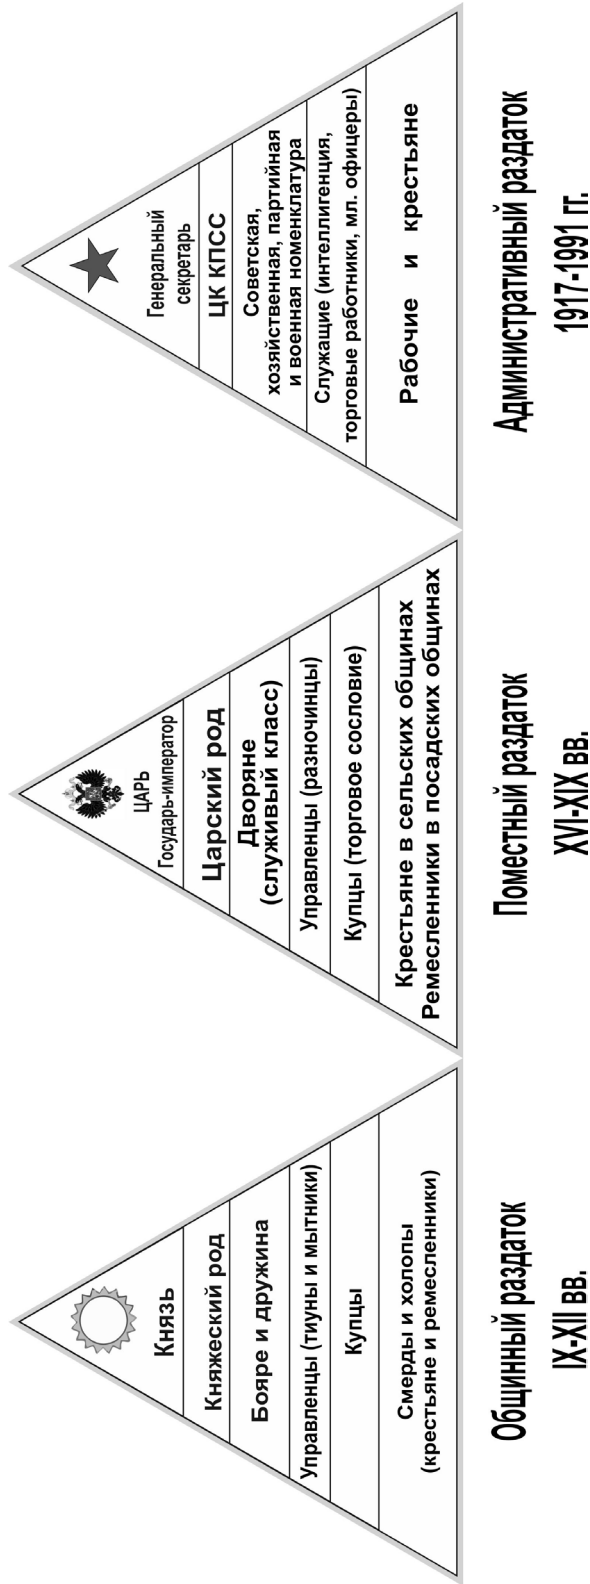 Князь
Княжеский род
Бояре и дружина
Управленцы (тиуны и мытники)
Купцы
Смерды и холопы
(крестьяне и ремесленники)
Общинный раздаток
IX-XII вв.
ЦАРЬ
Государь-император
Царский род
Дворяне
(служивый класс)
Управленцы (разночинцы)
Купцы (торговое сословие)
Крестьяне в сельских общинах
Ремесленники в посадских общинах
Поместный раздаток
XVI-XIX вв.
Генеральный
секретарь
ЦК КПСС
Советская,
хозяйственная, партийная
и военная номенклатура
Служащие (интеллигенция,
торговые работники, мл. офицеры)
Рабочие и крестьяне
Административный раздаток
1917-1991 гг.